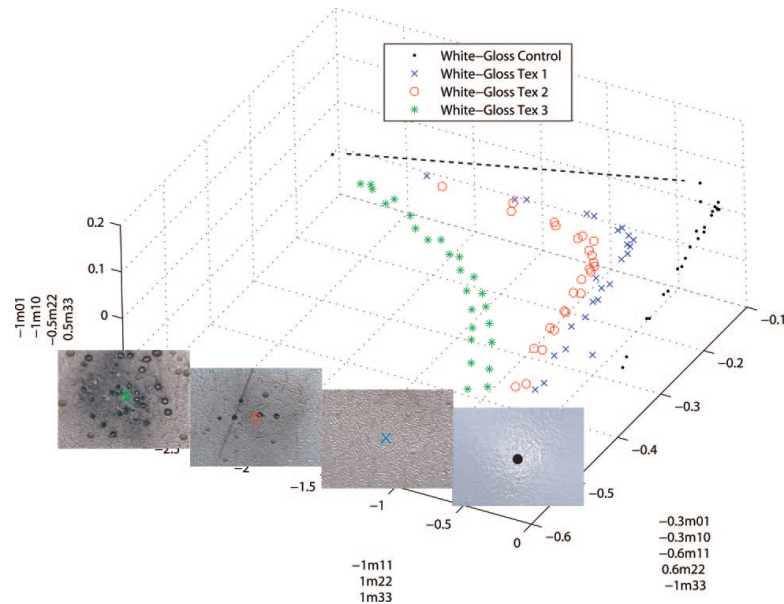 White−Gloss Control
White−Gloss Tex 1
White−Gloss Tex 2
White−Gloss Tex 3
0.2
0.1
0
−1m01
−1m10
−0.5m22
0.5m33
−0.1
−0.2
−0.3
−0.4
−0.5
−0.6
−2.5
−2
−1.5
−1
−0.5
0
−0.3m01
−0.3m10
−0.6m11
0.6m22
−1m33
−1m11
1m22
1m33